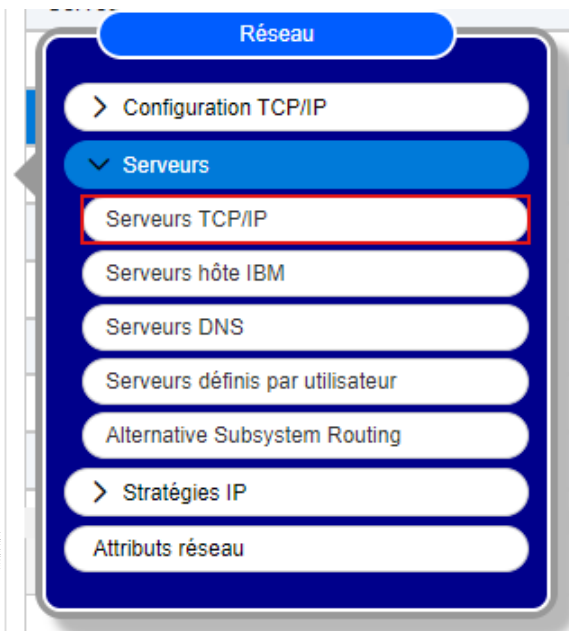 Réseau
Configuration TCP/IP
Serveurs
Serveurs TCP/IP
Serveurs hôte IBM
Serveurs DNS
Serveurs définis par utilisateur
Alternative Subsystem Routing
Stratégies IP
Attributs réseau